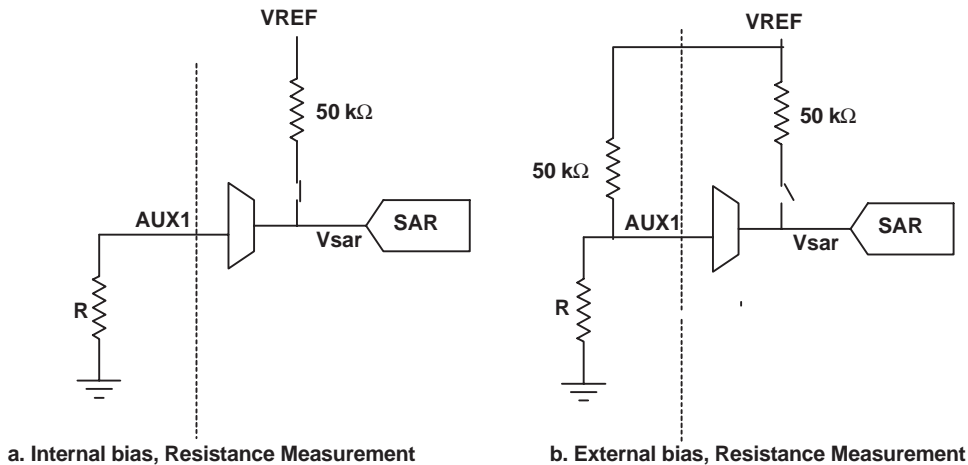 VREF
50 kΩ
AUX1
Vsar
SAR
R
a. Internal bias, Resistance Measurement
VREF
50 kΩ
50 kΩ
AUX1
Vsar
SAR
R
b. External bias, Resistance Measurement